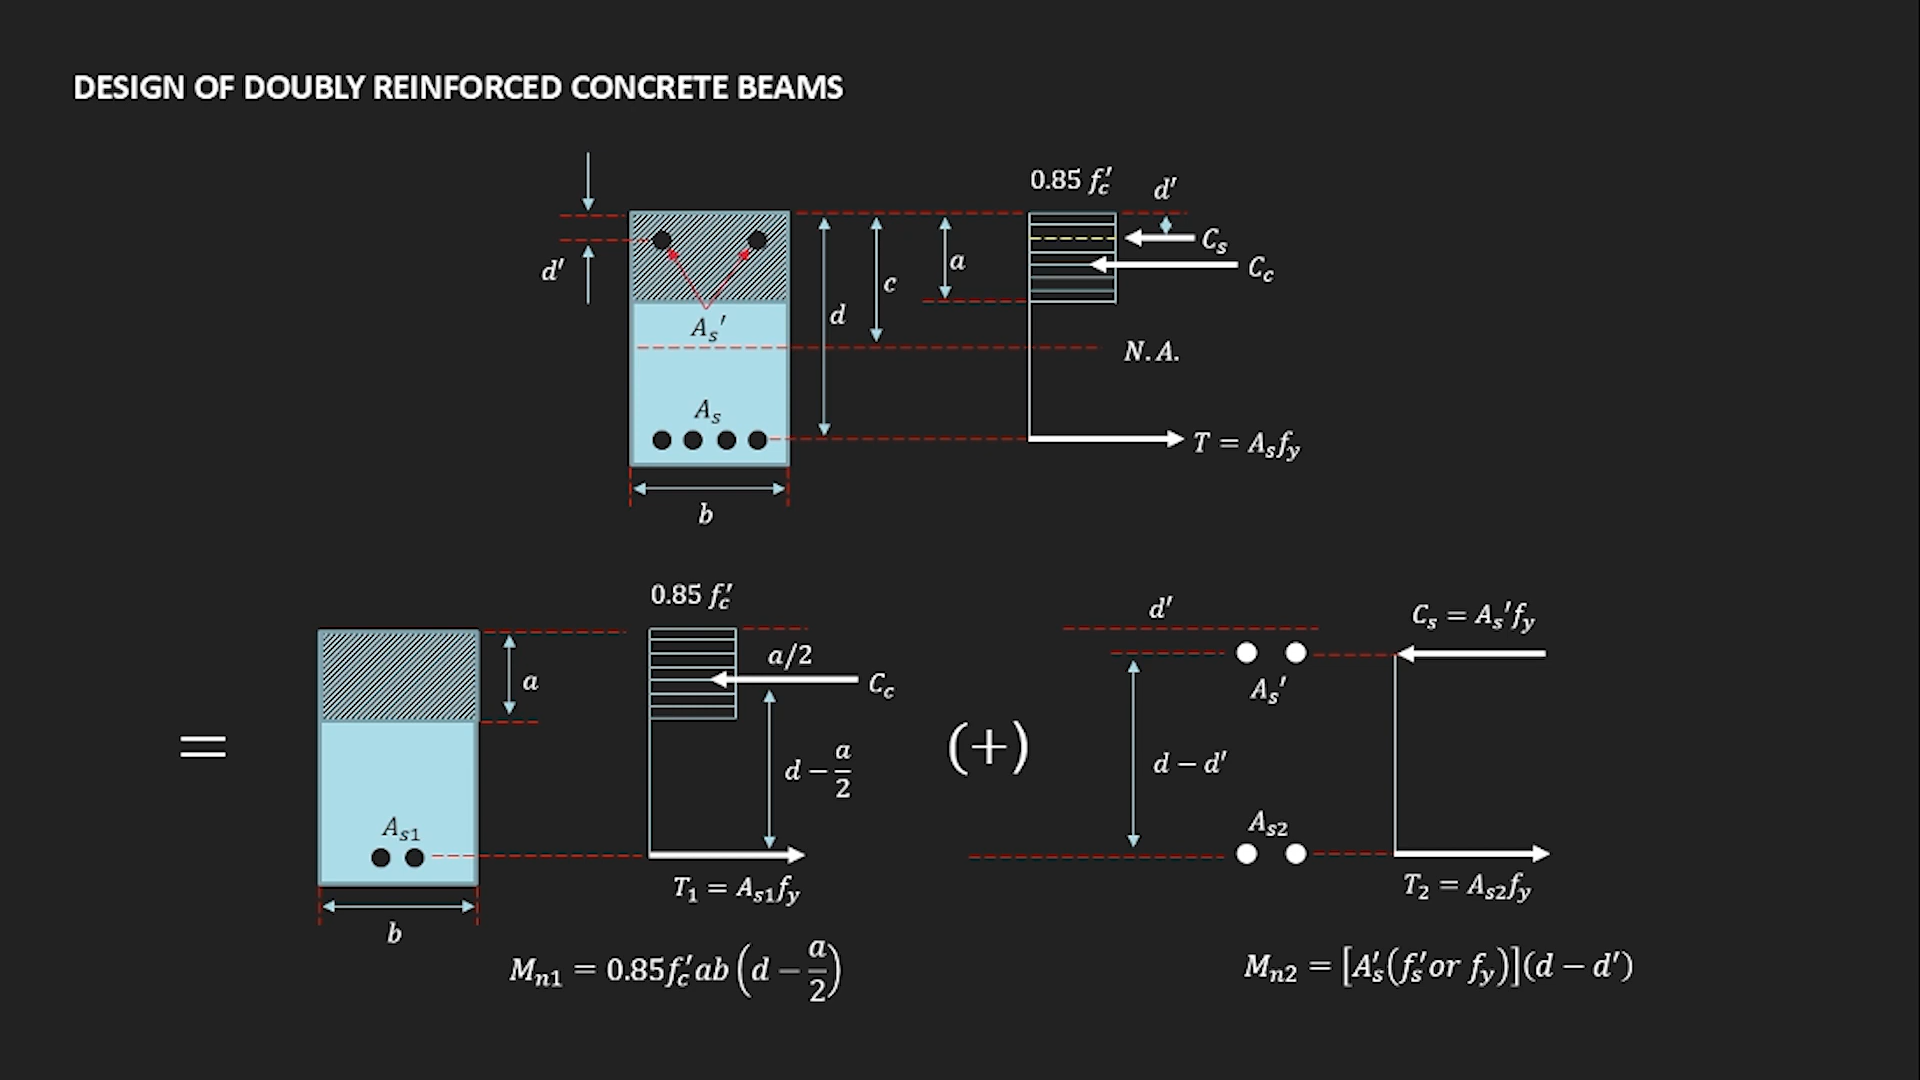 DESIGN OF DOUBLY REINFORCED CONCRETE BEAMS
0.85 f'c
d'
Cs
Cc
d'
As'
d
c
a
N. A.
As
T = Asfy
b
=
0.85 f'c
a
a/2
Cc
d − a/2
As1
T1 = As1fy
b
Mn1 = 0.85f'cab(d − a/2)
(+)
d'
Cs = As'fy
As'
d − d'
As2
T2 = As2fy
Mn2 = [A's(fs'or fy)](d − d')